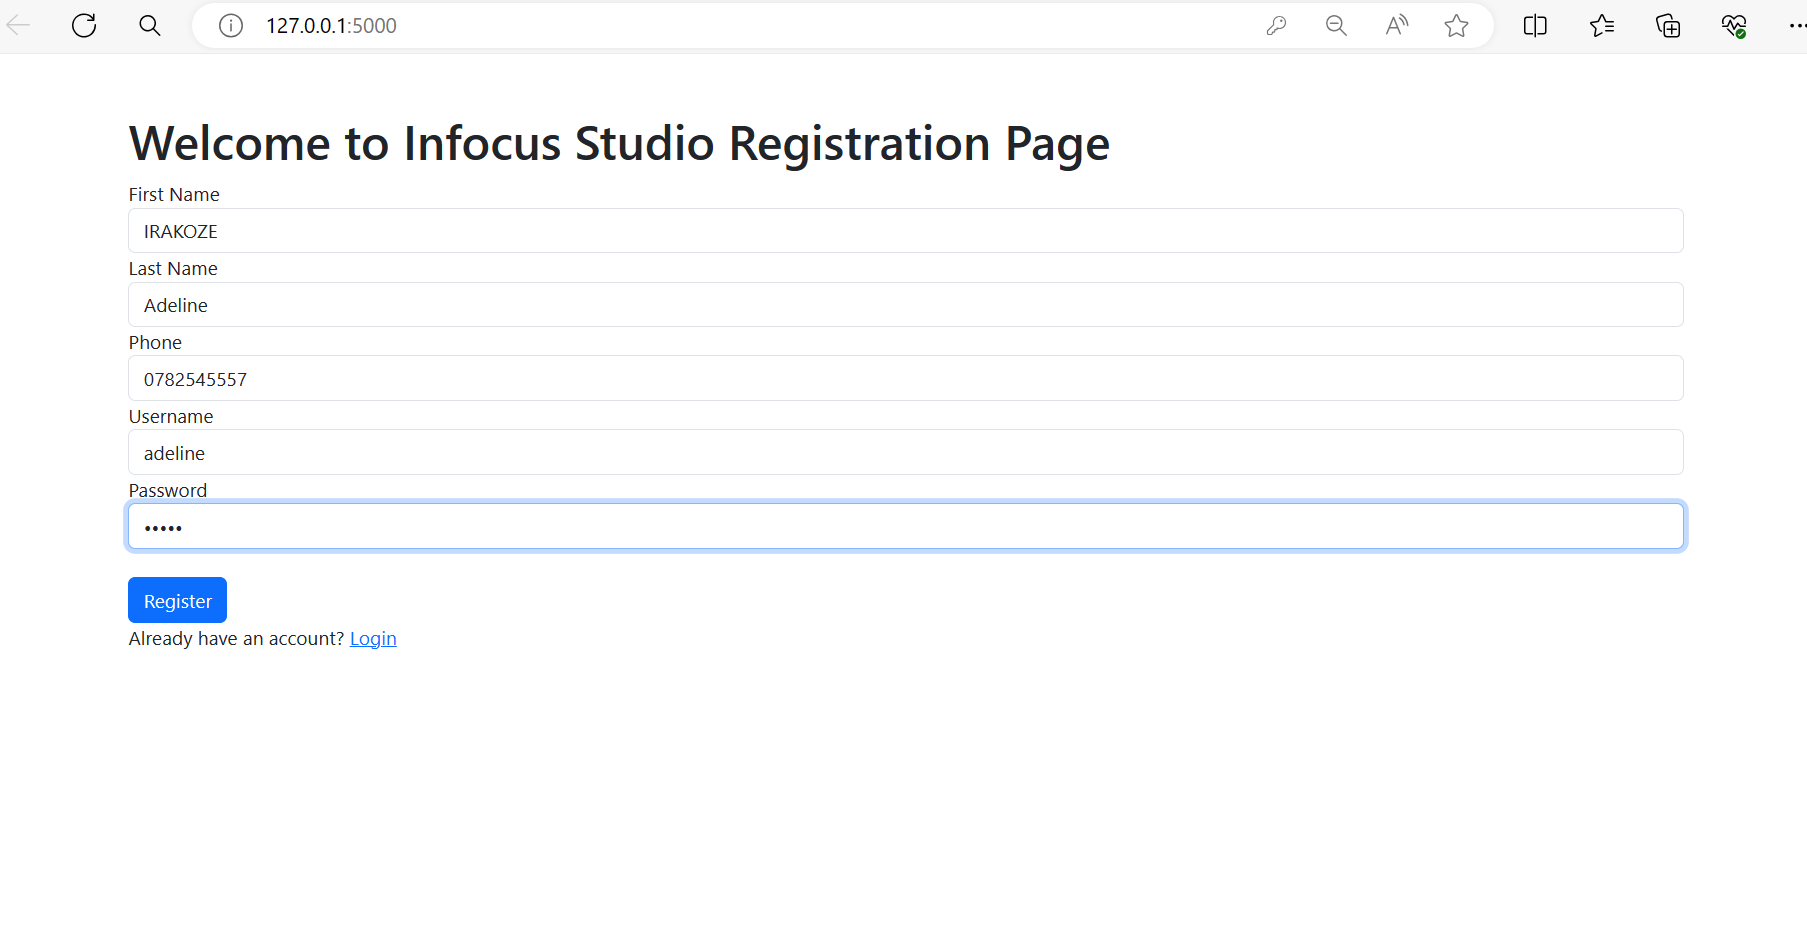 127.0.0.1:5000
Welcome to Infocus Studio Registration Page
First Name
IRAKOZE
Last Name
Adeline
Phone
0782545557
Username
adeline
Password
•••••
Register
Already have an account? Login